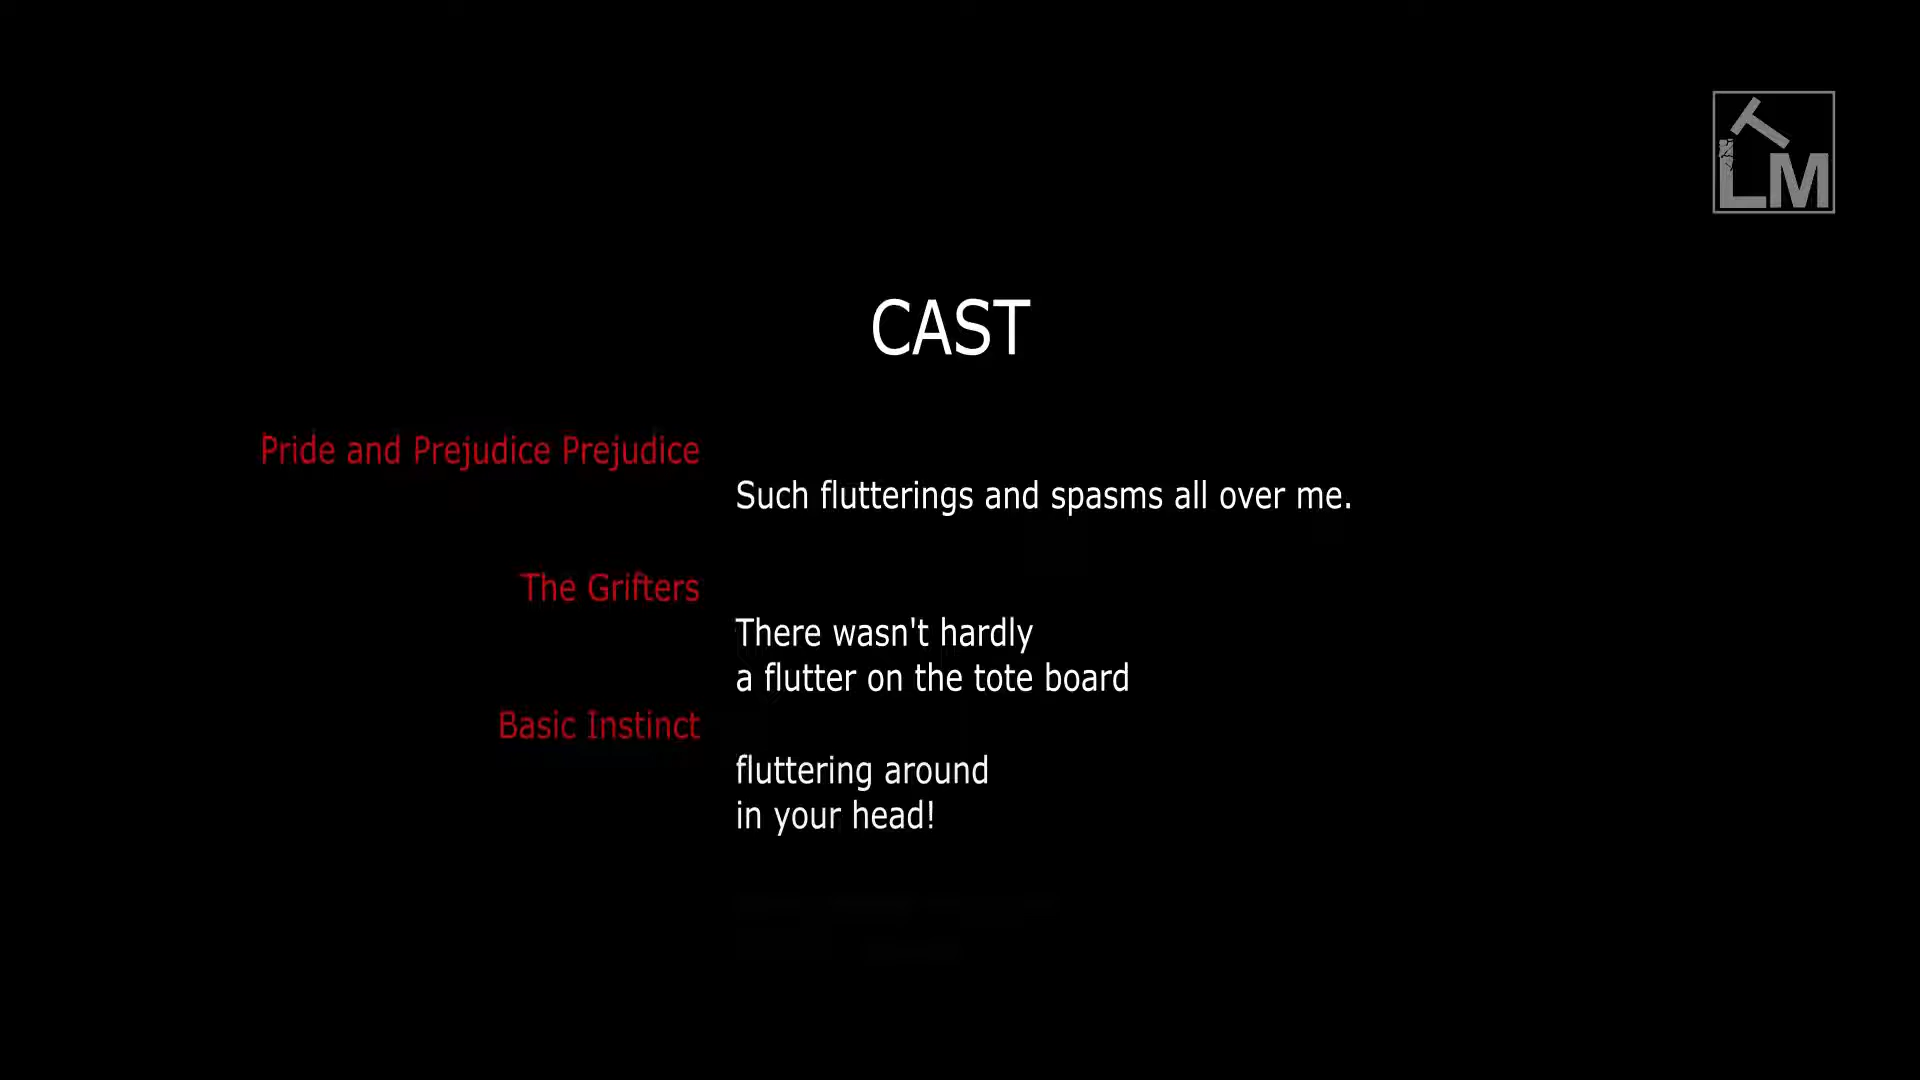 T
LM
CAST
Pride and Prejudice Prejudice
Such flutterings and spasms all over me.
The Grifters
There wasn't hardly
a flutter on the tote board
Basic Instinct
fluttering around
in your head!